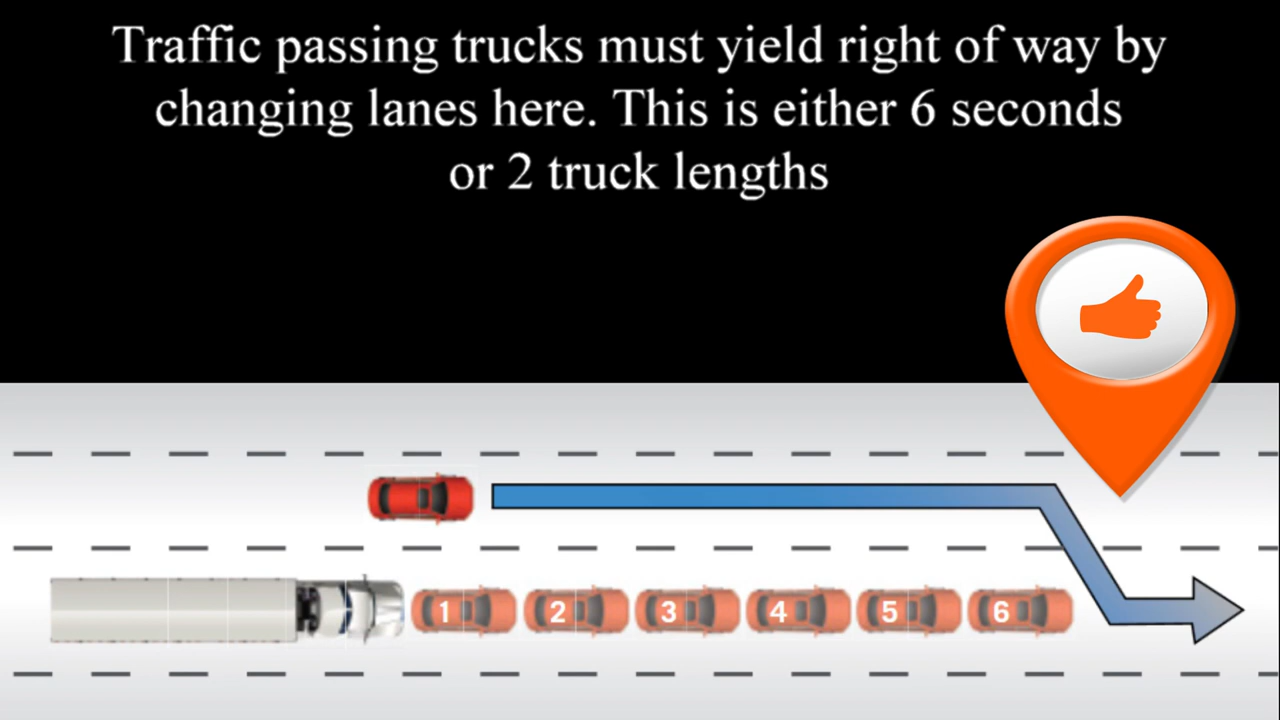 Traffic passing trucks must yield right of way by
changing lanes here. This is either 6 seconds
or 2 truck lengths
1 2 3 4 5 6